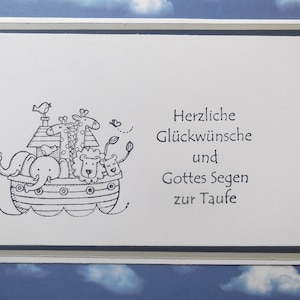 Herzliche
Glückwünsche
und
Gottes Segen
zur Taufe